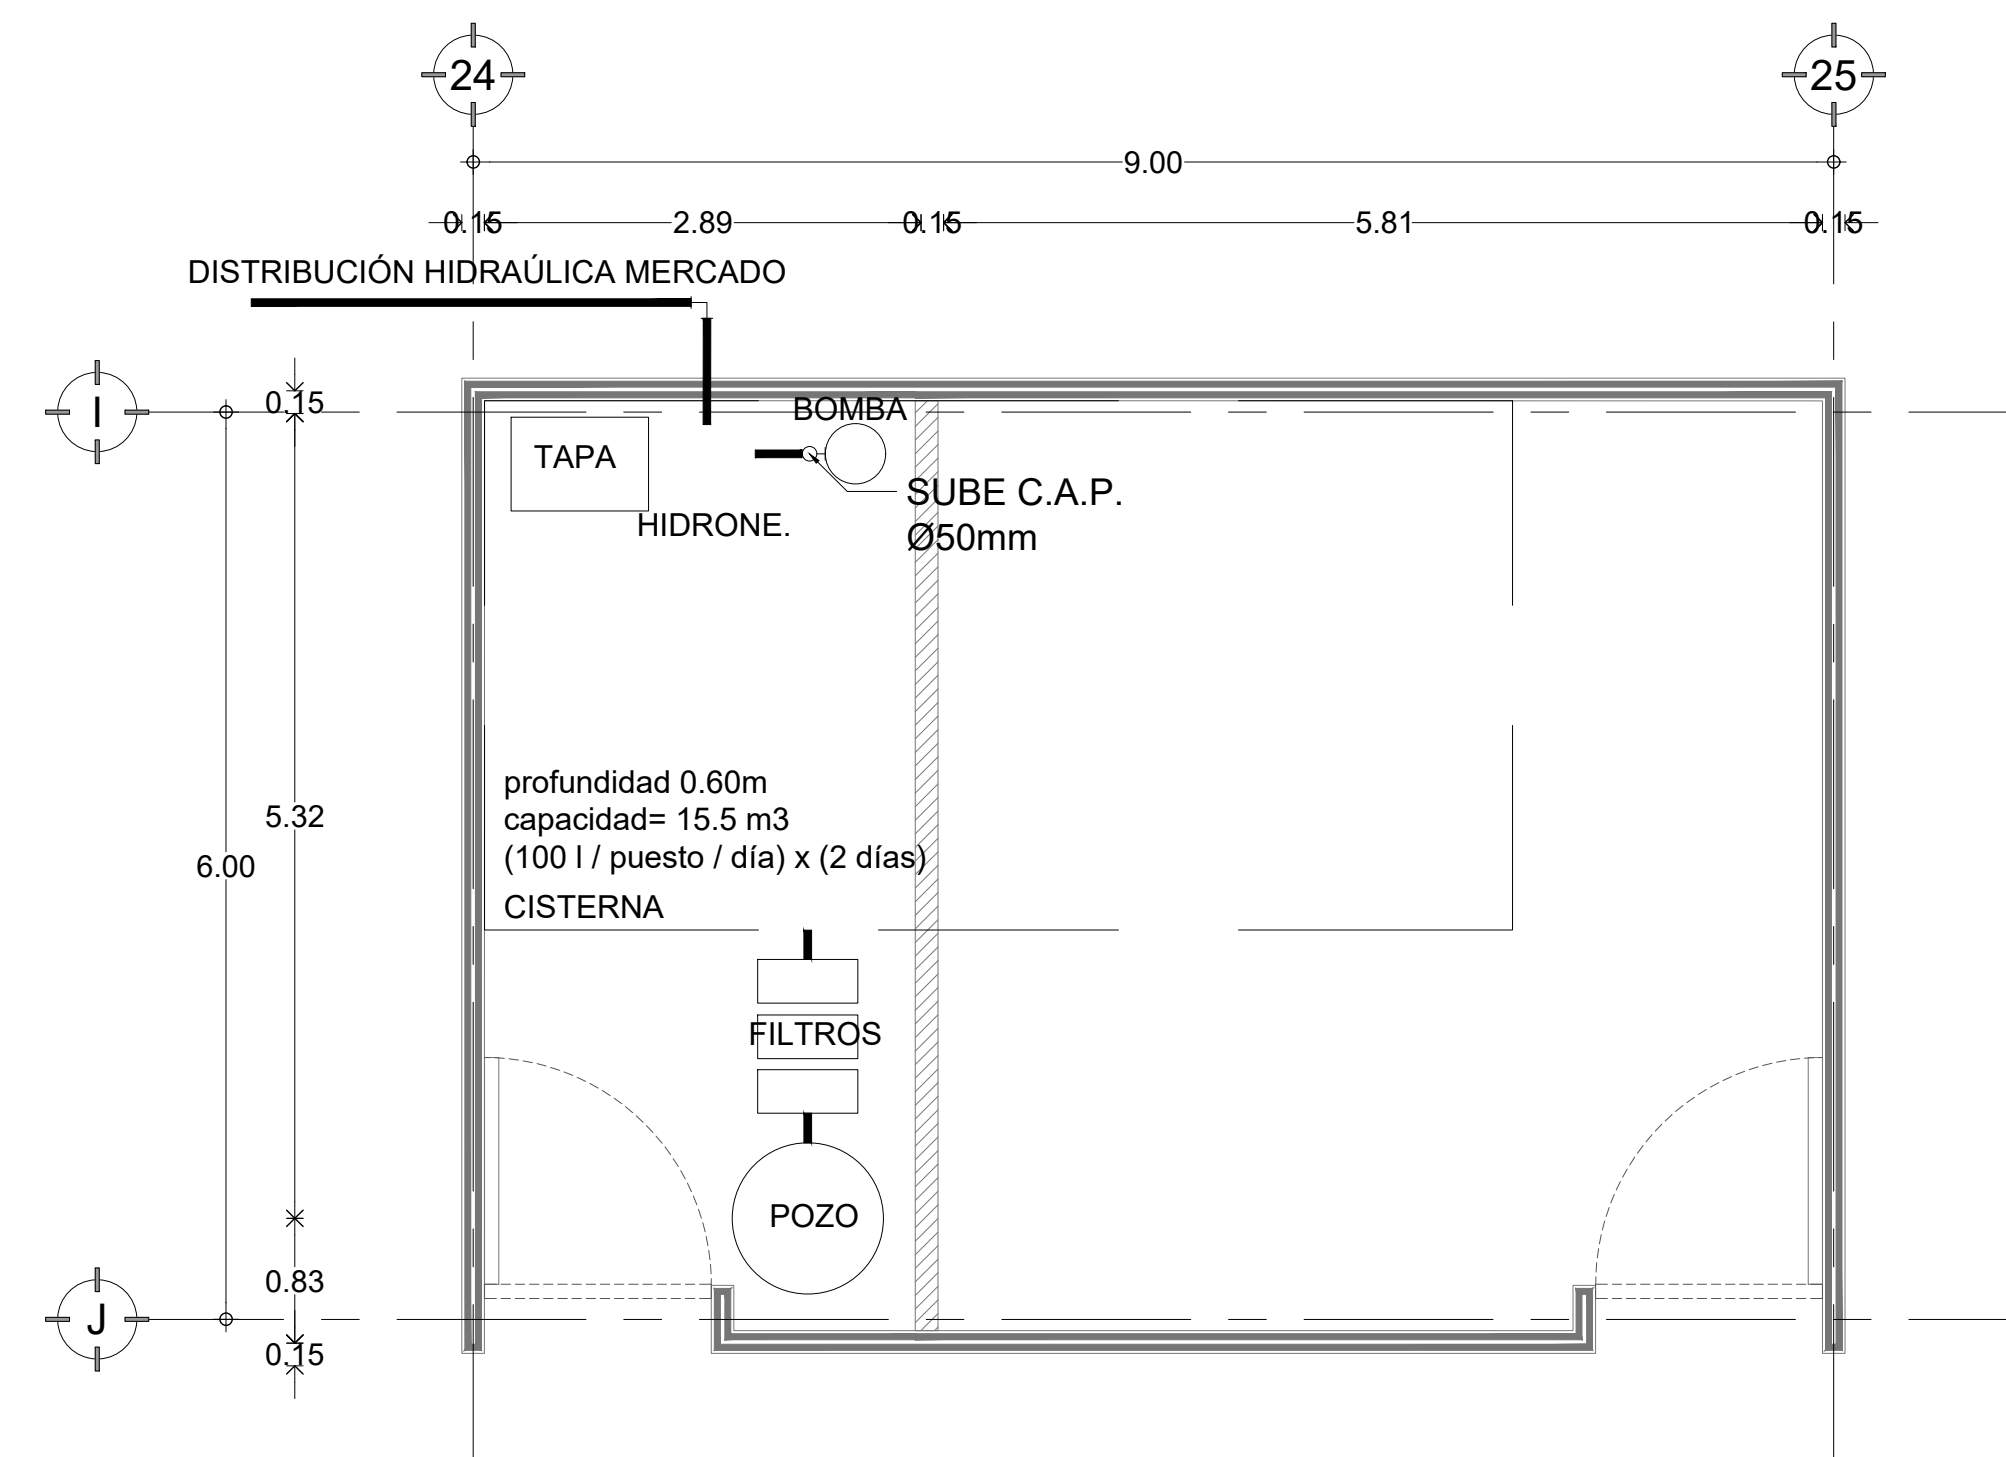 24
25
9.00
0.15
2.89
0.15
5.81
0.15
DISTRIBUCIÓN HIDRAÚLICA MERCADO
I
0.15
BOMBA
TAPA
SUBE C.A.P.
Ø50mm
HIDRONE.
profundidad 0.60m
capacidad= 15.5 m3
(100 l / puesto / día) x (2 días)
CISTERNA
5.32
6.00
FILTROS
POZO
0.83
J
0.15